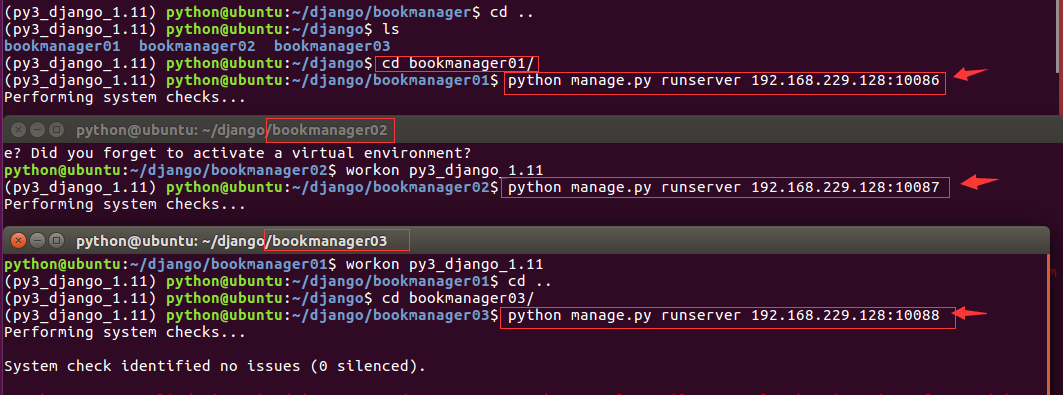 (py3_django_1.11) python@ubuntu:~/django/bookmanager$ cd ..
(py3_django_1.11) python@ubuntu:~/django$ ls
bookmanager01  bookmanager02  bookmanager03
(py3_django_1.11) python@ubuntu:~/django$ cd bookmanager01/
(py3_django_1.11) python@ubuntu:~/django/bookmanager01$ python manage.py runserver 192.168.229.128:10086
Performing system checks...
python@ubuntu: ~/django/bookmanager02
e? Did you forget to activate a virtual environment?
python@ubuntu:~/django/bookmanager02$ workon py3_django_1.11
(py3_django_1.11) python@ubuntu:~/django/bookmanager02$ python manage.py runserver 192.168.229.128:10087
Performing system checks...
python@ubuntu: ~/django/bookmanager03
python@ubuntu:~/django/bookmanager01$ workon py3_django_1.11
(py3_django_1.11) python@ubuntu:~/django/bookmanager01$ cd ..
(py3_django_1.11) python@ubuntu:~/django$ cd bookmanager03/
(py3_django_1.11) python@ubuntu:~/django/bookmanager03$ python manage.py runserver 192.168.229.128:10088
Performing system checks...
System check identified no issues (0 silenced).